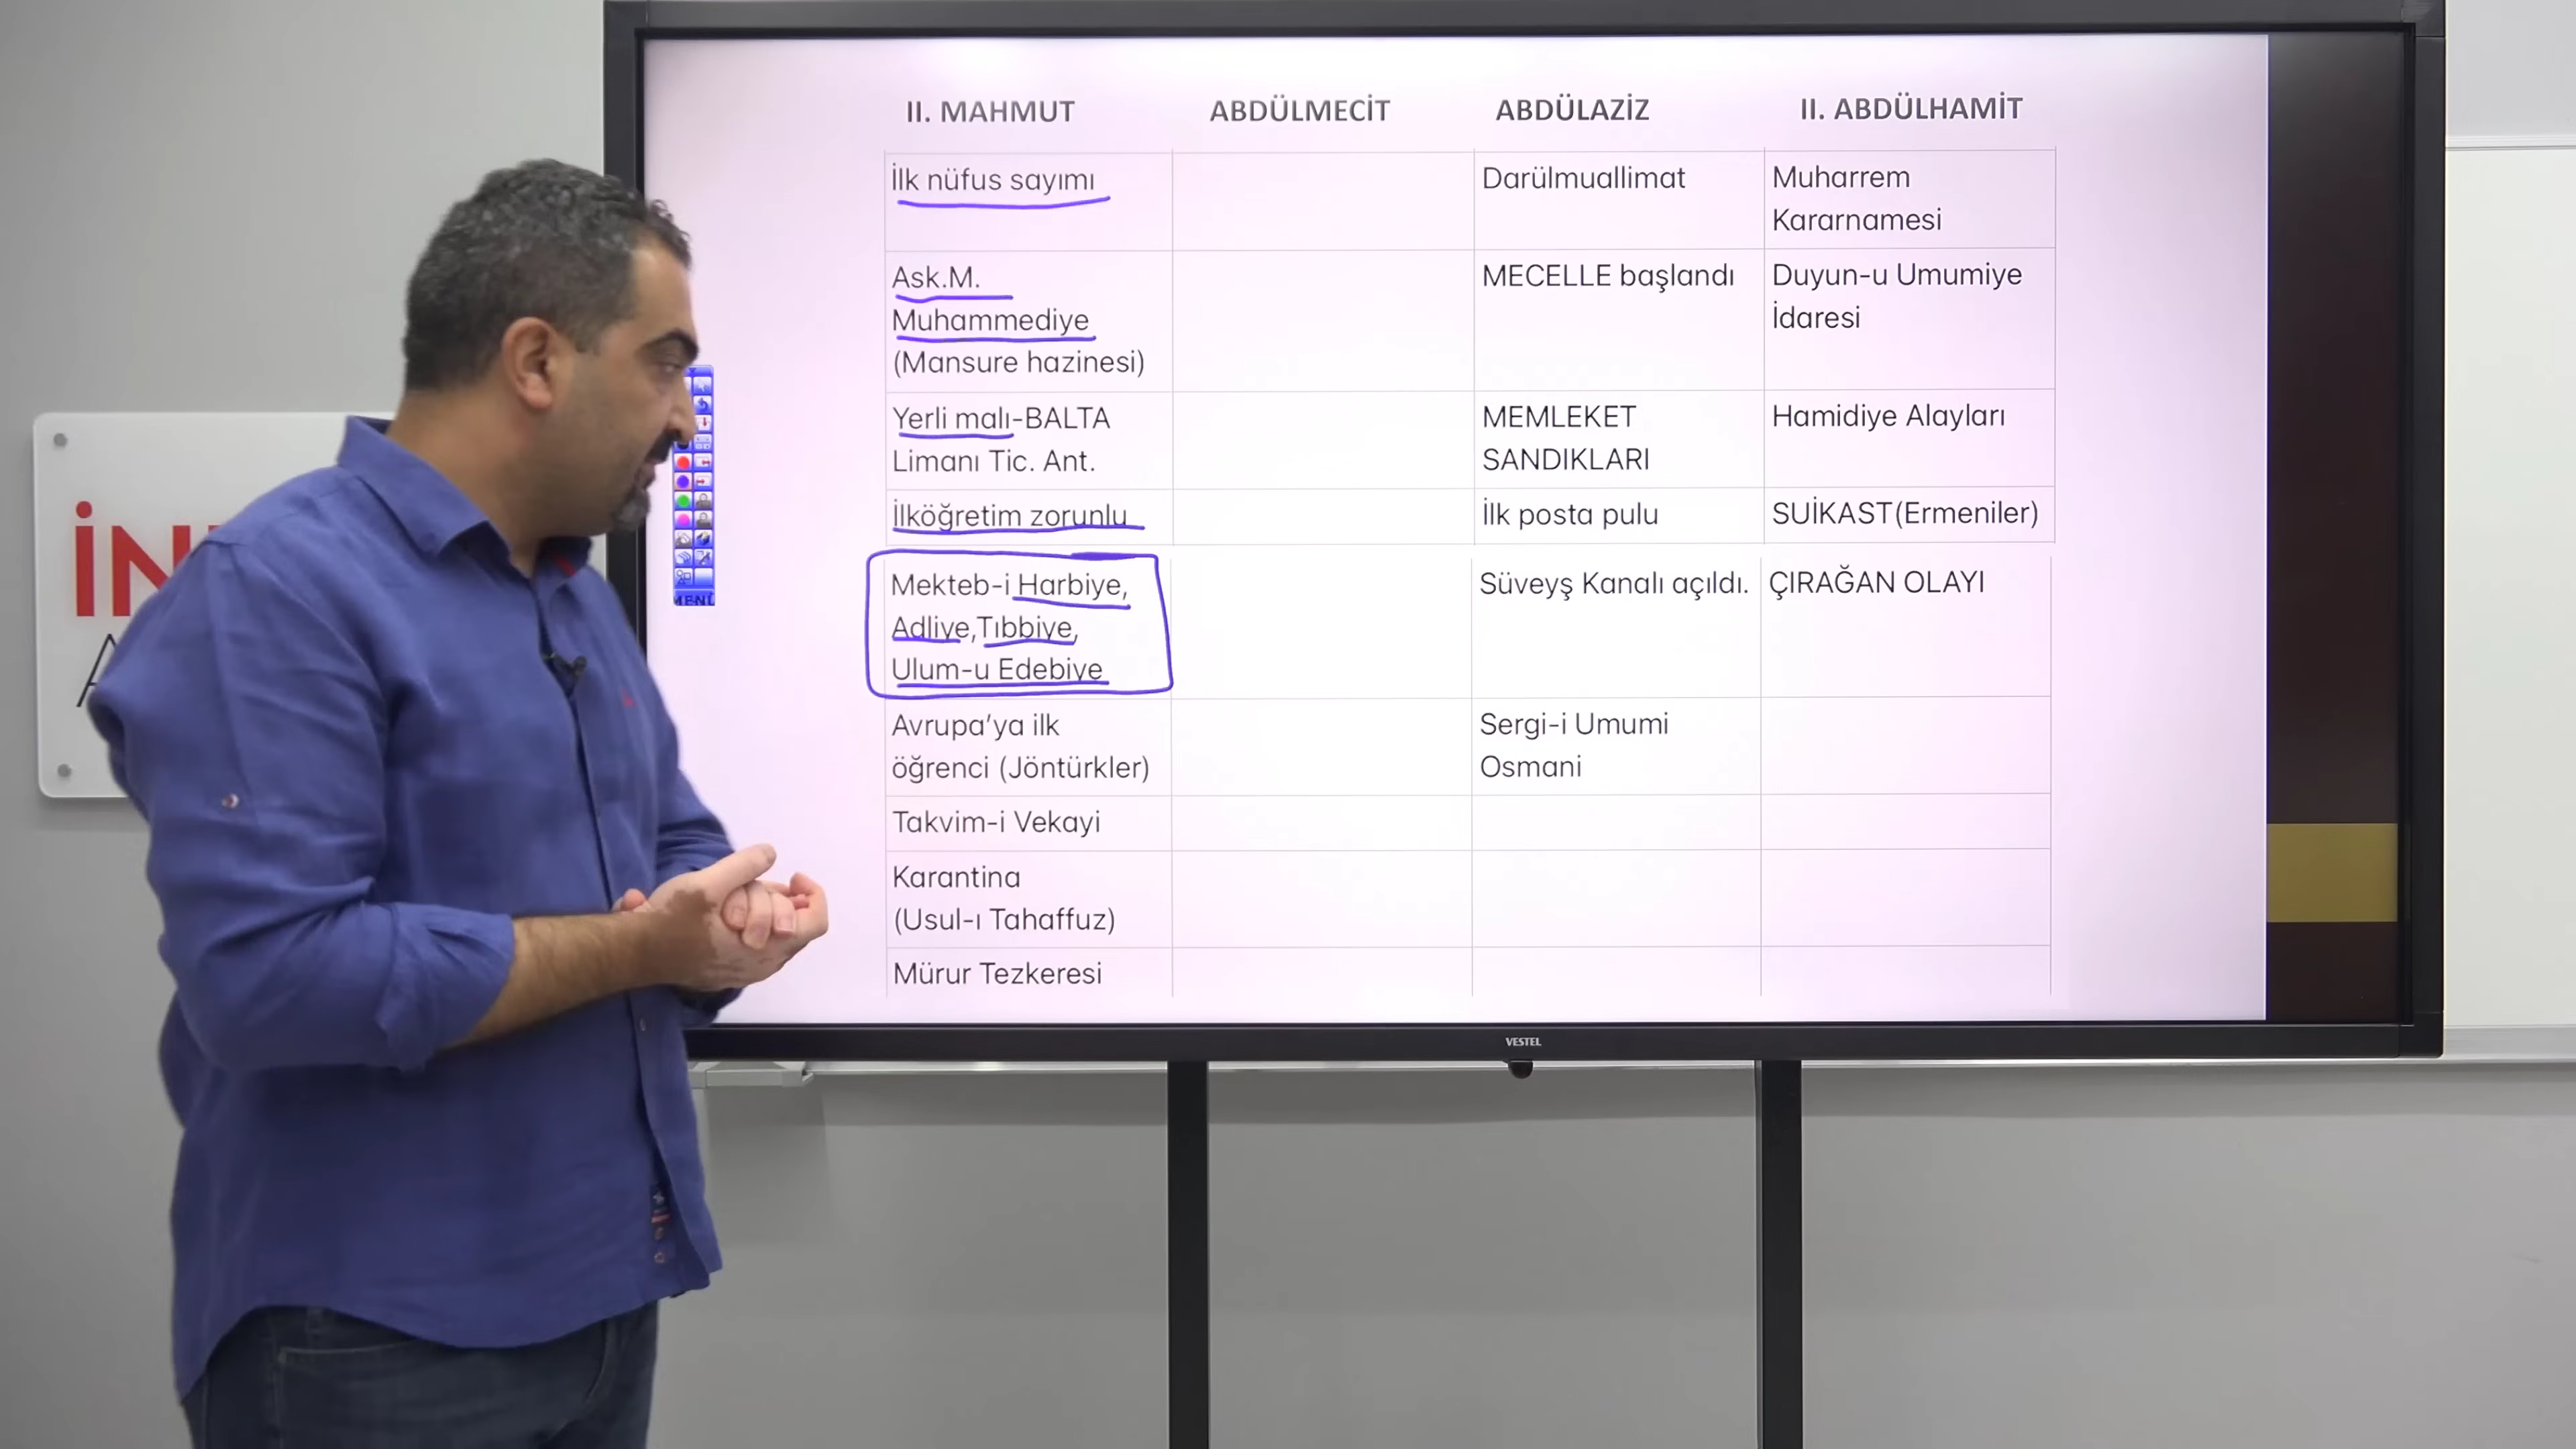 II. MAHMUT ABDÜLMECİT ABDÜLAZİZ II. ABDÜLHAMİT
İlk nüfus sayımı
Darülmuallimat
Muharrem
Kararnamesi
Ask.M.
Muhammediye
(Mansure hazinesi)
MECELLE başlandı
Duyun-u Umumiye
İdaresi
Yerli malı-BALTA
Limanı Tic. Ant.
MEMLEKET
SANDIKLARI
Hamidiye Alayları
İlköğretim zorunlu
İlk posta pulu
SUİKAST(Ermeniler)
Mekteb-i Harbiye,
Adliye,Tıbbiye,
Ulum-u Edebiye
Süveyş Kanalı açıldı.
ÇIRAĞAN OLAYI
Avrupa'ya ilk
öğrenci (Jöntürkler)
Sergi-i Umumi
Osmani
Takvim-i Vekayi
Karantina
(Usul-ı Tahaffuz)
Mürur Tezkeresi
MENÜ
VESTEL